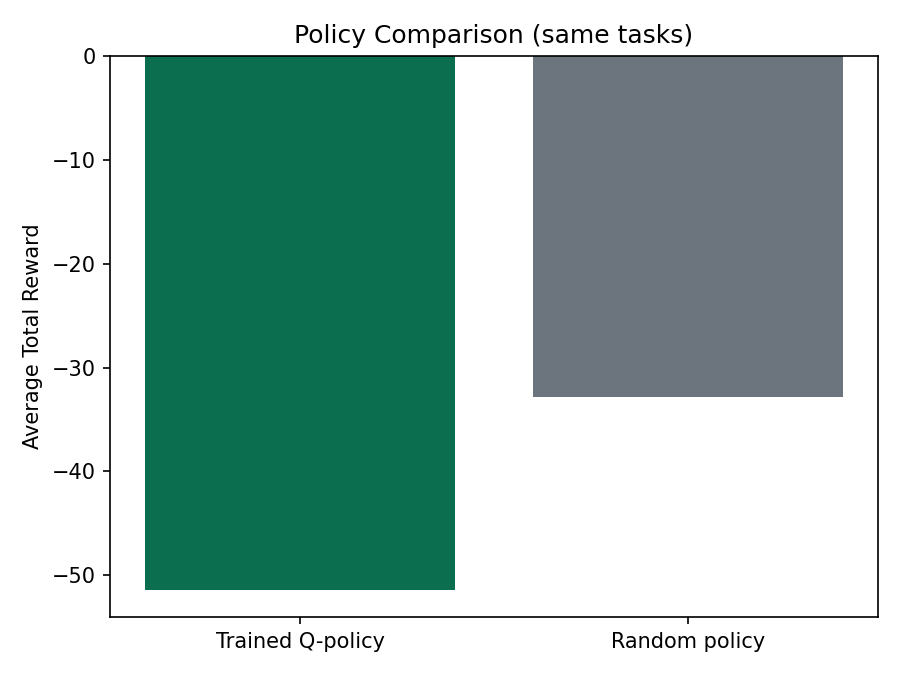 Policy Comparison (same tasks)
Average Total Reward
0
−10
−20
−30
−40
−50
Trained Q-policy
Random policy